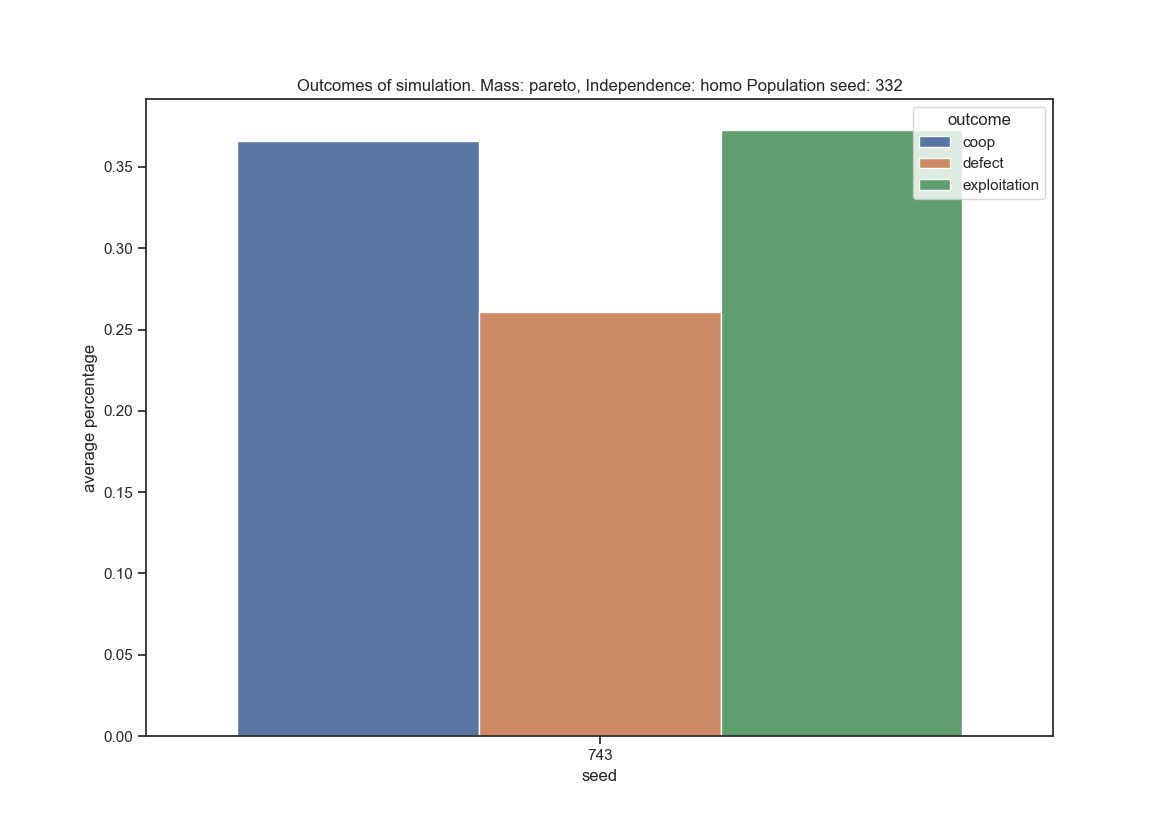 Outcomes of simulation. Mass: pareto, Independence: homo Population seed: 332
outcome
coop
defect
exploitation
0.35
0.30
0.25
0.20
0.15
0.10
0.05
0.00
average percentage
743
seed